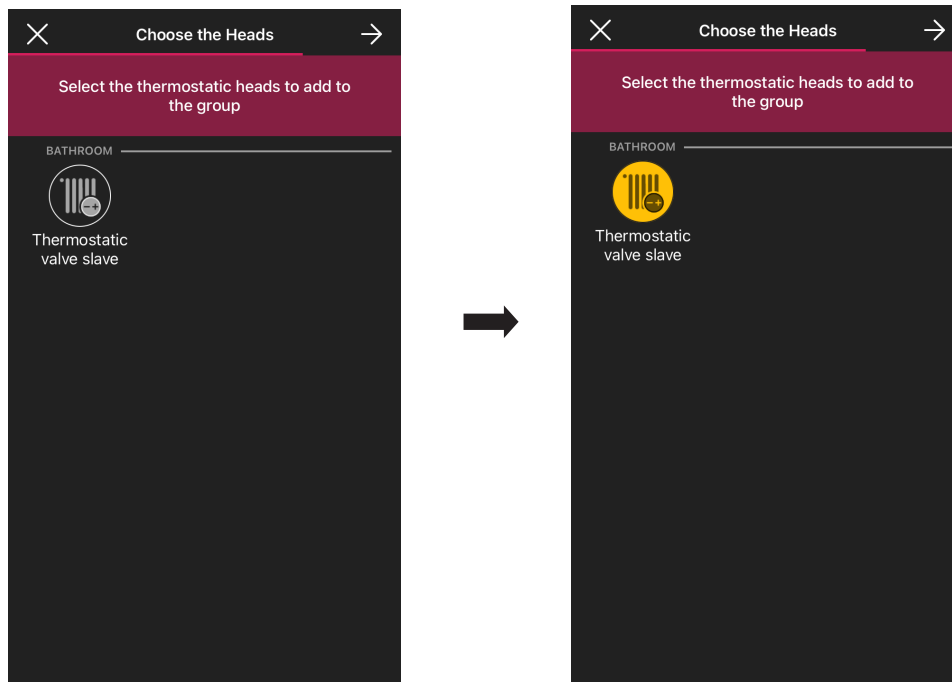 Choose the Heads
Select the thermostatic heads to add to
the group
BATHROOM
Thermostatic
valve slave
Choose the Heads
Select the thermostatic heads to add to
the group
BATHROOM
Thermostatic
valve slave